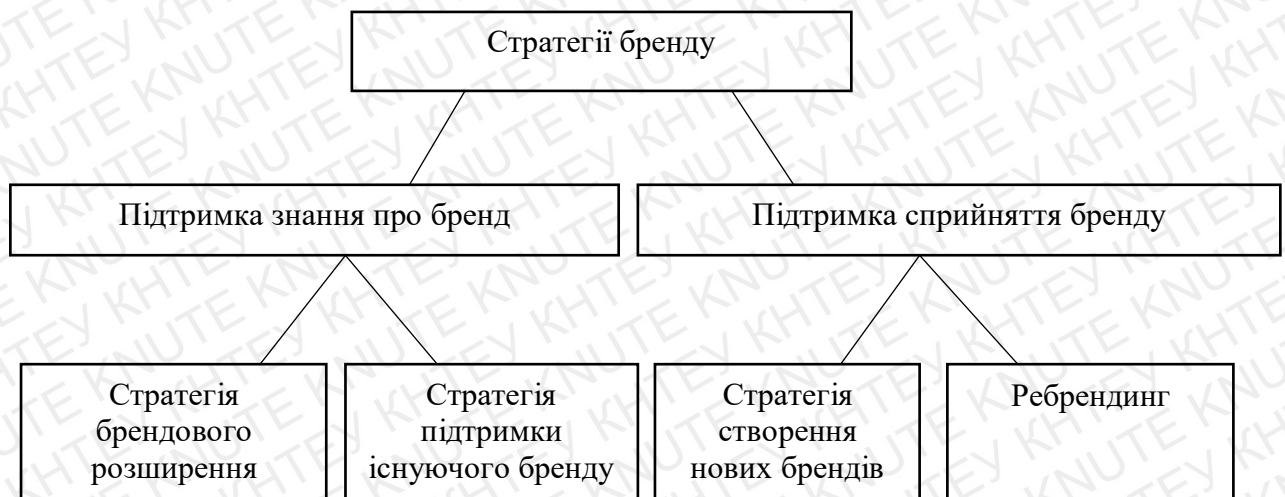 Стратегії бренду
Підтримка знання про бренд
Підтримка сприйняття бренду
Стратегія
брендового
розширення
Стратегія
підтримки
існуючого бренду
Стратегія
створення
нових брендів
Ребрендинг